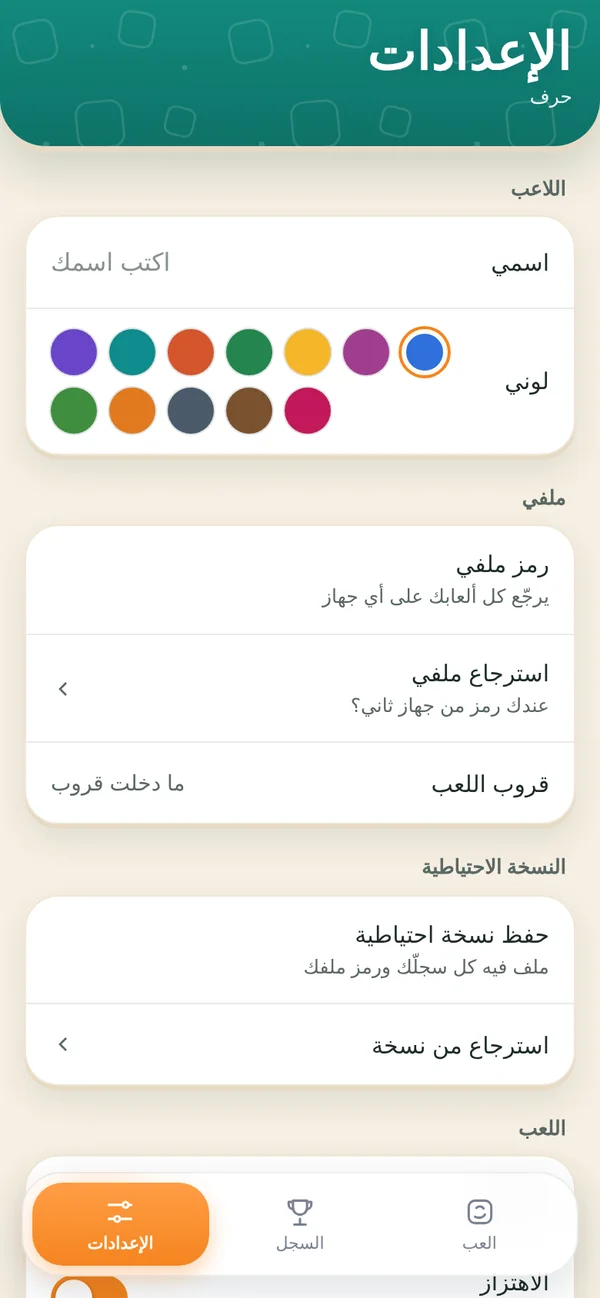 الإعدادات
حرف
اللاعب
اسمي
اكتب اسمك
لوني
ملفي
رمز ملفي
يرجّع كل ألعابك على أي جهاز
استرجاع ملفي
عندك رمز من جهاز ثاني؟
قروب اللعب
ما دخلت قروب
النسخة الاحتياطية
حفظ نسخة احتياطية
ملف فيه كل سجلّك ورمز ملفك
استرجاع من نسخة
اللعب
العب
السجل
الإعدادات
الاهتزاز